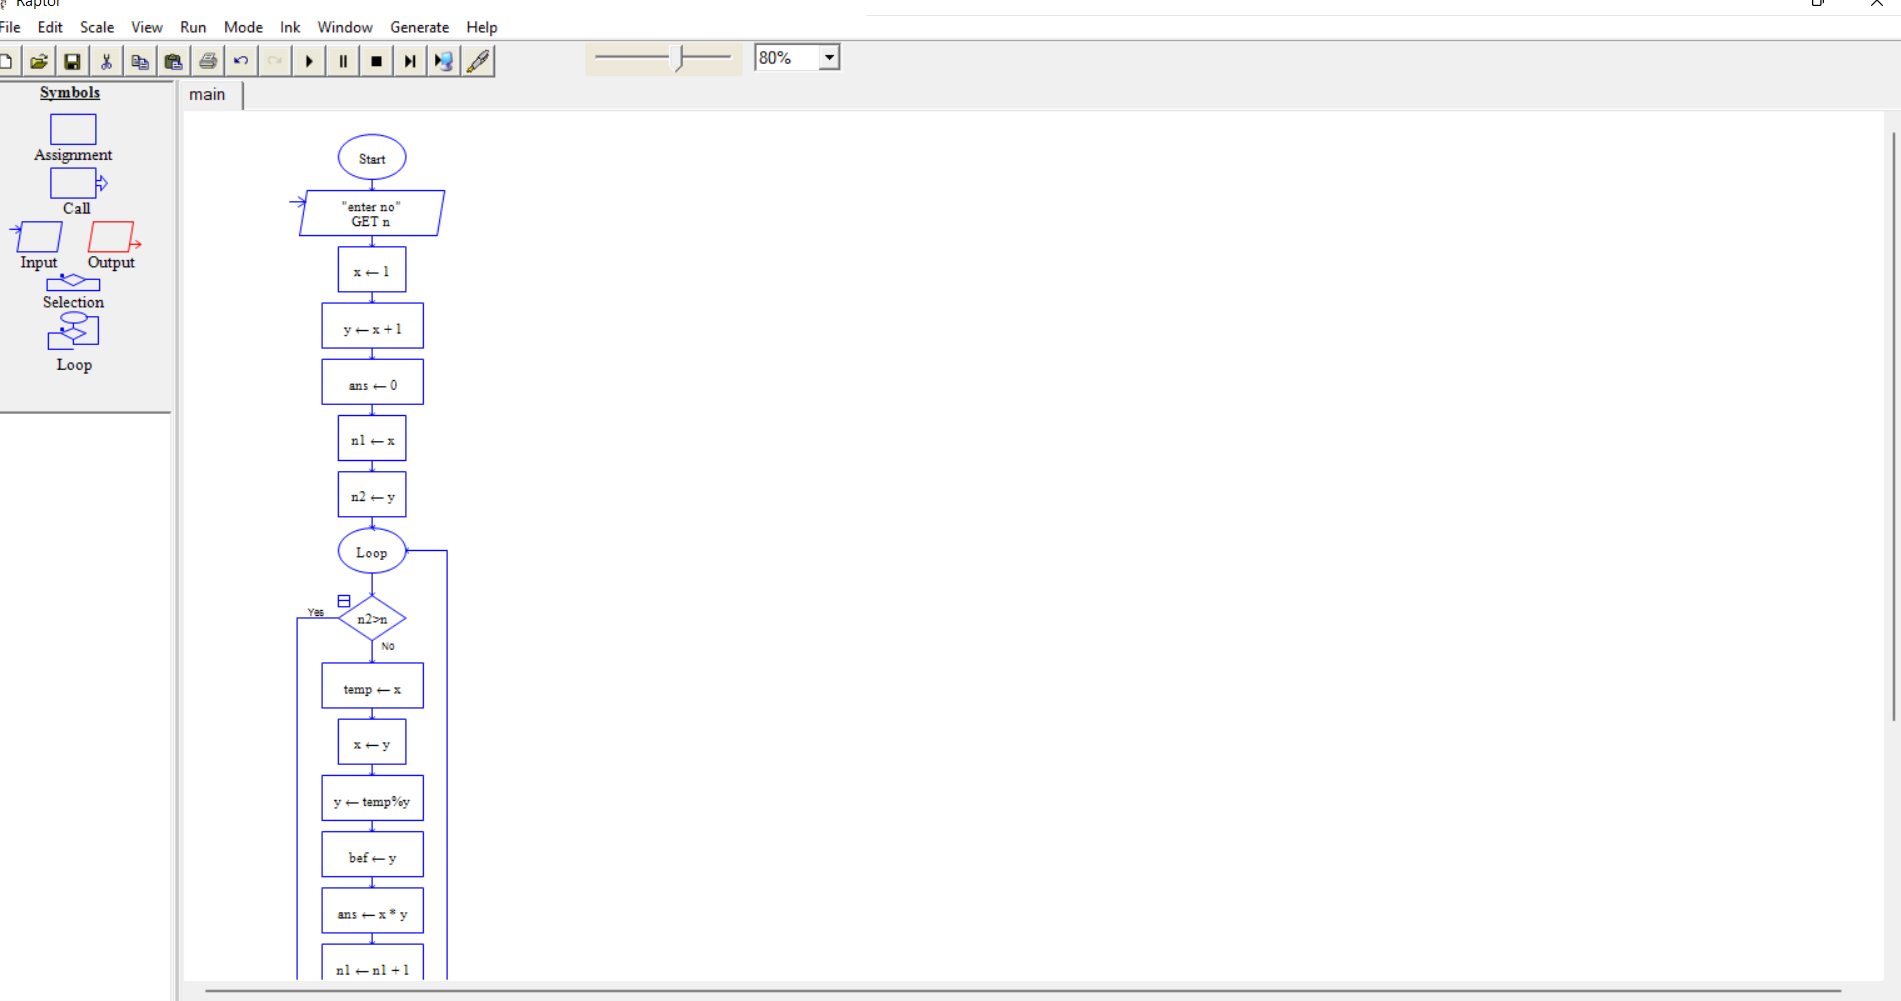 Raptor
File Edit Scale View Run Mode Ink Window Generate Help
80%
Symbols
Assignment
Call
Input Output
Selection
Loop
main
Start
"enter no"
GET n
x ← 1
y ← x + 1
ans ← 0
n1 ← x
n2 ← y
Loop
Yes
n2>n
No
temp ← x
x ← y
y ← temp%y
bef ← y
ans ← x * y
n1 ← n1 + 1